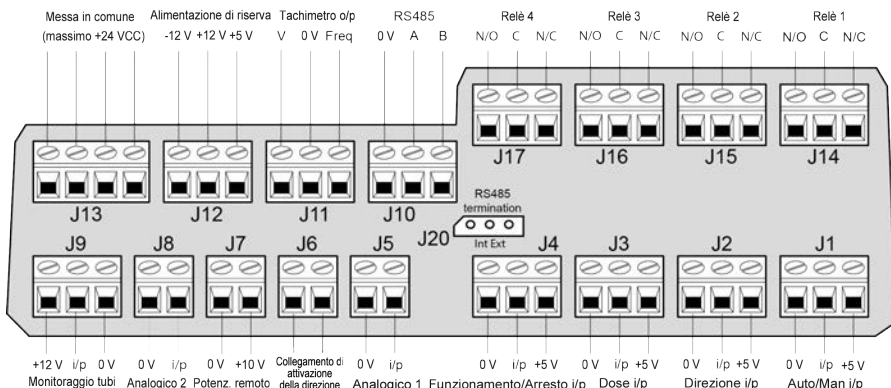 Messa in comune Alimentazione di riserva Tachimetro o/p RS485 Relè 4 Relè 3 Relè 2 Relè 1
(massimo +24 VCC) -12 V +12 V +5 V V 0 V Freq 0 V A B N/O C N/C N/O C N/C N/O C N/C N/O C N/C
J17 J16 J15 J14
J13 J12 J11 J10
RS485
termination
J20
Int Ext
J9 J8 J7 J6 J5 J4 J3 J2 J1
+12 V i/p 0 V 0 V i/p 0 V +10 V 0 V i/p 0 V i/p +5 V 0 V i/p +5 V 0 V i/p +5 V 0 V i/p +5 V
Monitoraggio tubi Analogico 2 Potenz. remoto
Collegamento di
attivazione
della direzione
Analogico 1 Funzionamento/Arresto i/p Dose i/p Direzione i/p Auto/Man i/p